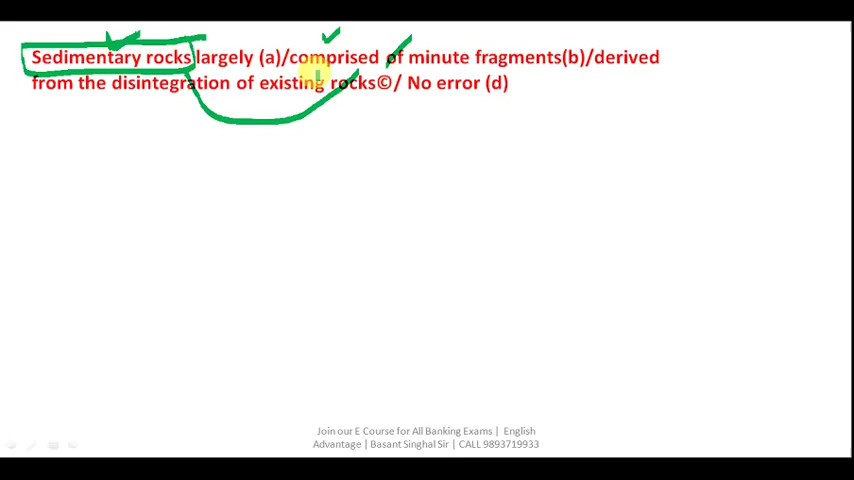 Sedimentary rocks largely (a)/comprised of minute fragments(b)/derived
from the disintegration of existing rocks©/ No error (d)
Join our E Course for All Banking Exams | English
Advantage | Basant Singhal Sir | CALL 9893719933